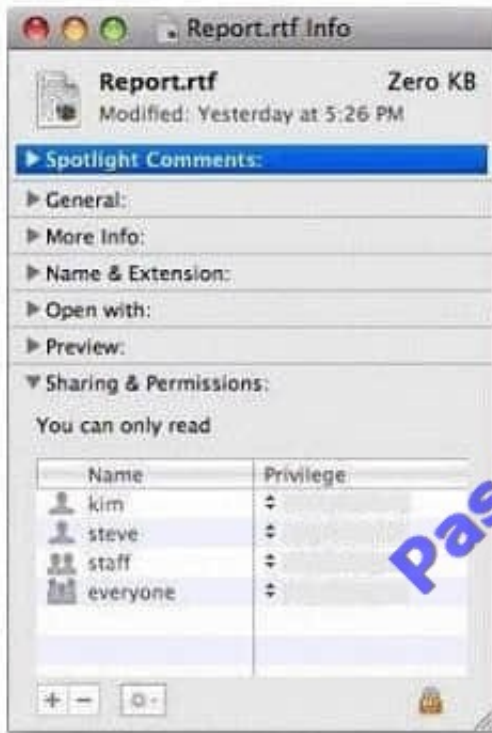 Report.rtf Info
Report.rtf Zero KB
Modified: Yesterday at 5:26 PM
Spotlight Comments:
General:
More Info:
Name & Extension:
Open with:
Preview:
Sharing & Permissions:
You can only read
Name Privilege
kim
steve
staff
everyone
Pas